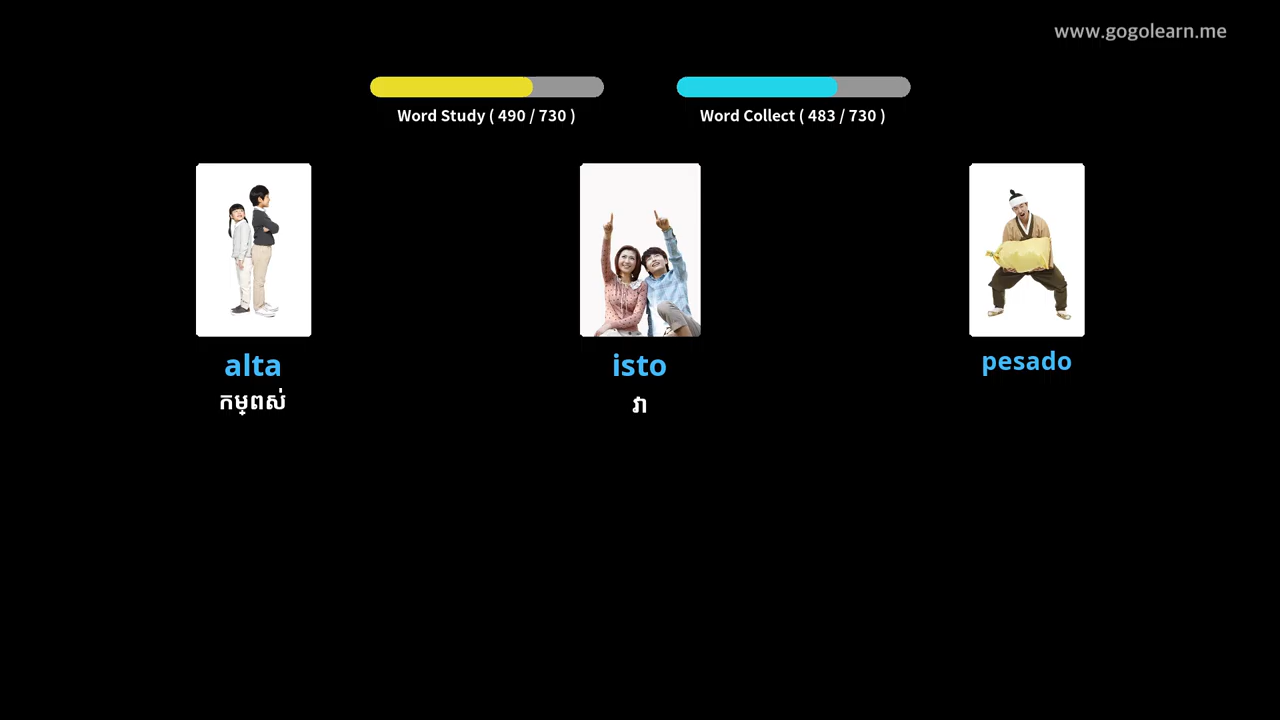 www.gogolearn.me
Word Study ( 490 / 730 )
Word Collect ( 483 / 730 )
alta
isto
pesado
កម្ពស់
វា